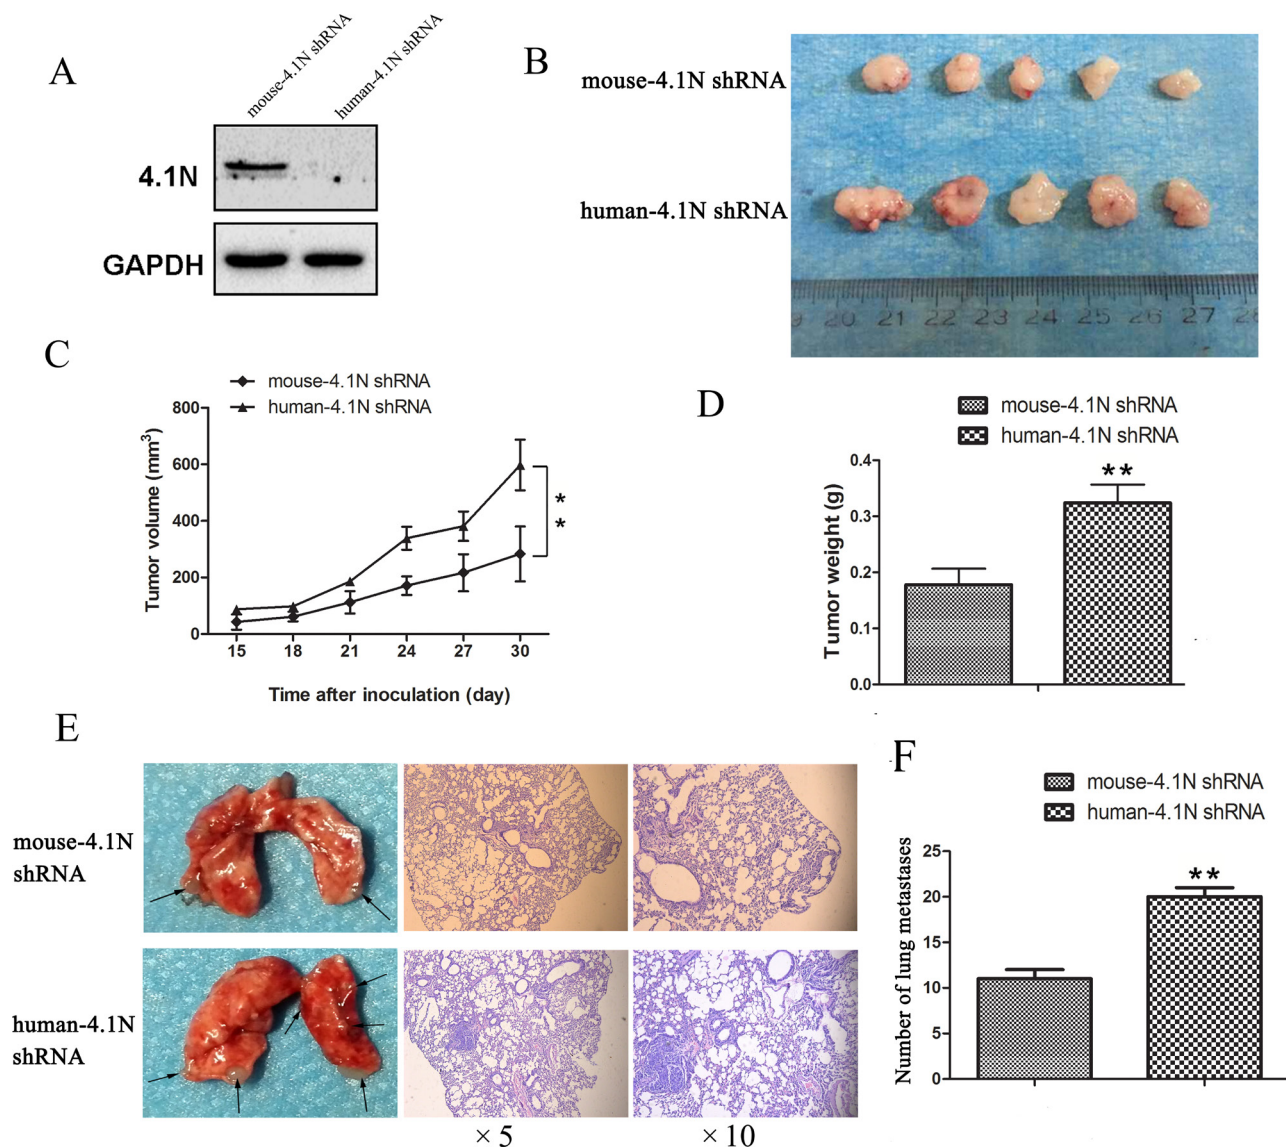 A
mouse-4.1N shRNA
human-4.1N shRNA
4.1N
GAPDH
B
mouse-4.1N shRNA
human-4.1N shRNA
20 21 22 23 24 25 26 27
C
mouse-4.1N shRNA
human-4.1N shRNA
Tumor volume (mm³)
800
600
400
200
0
**
15 18 21 24 27 30
Time after inoculation (day)
D
mouse-4.1N shRNA
human-4.1N shRNA
Tumor weight (g)
0.4
0.3
0.2
0.1
0.0
**
E
mouse-4.1N
shRNA
human-4.1N
shRNA
× 5
× 10
F
mouse-4.1N shRNA
human-4.1N shRNA
Number of lung metastases
25
20
15
10
5
0
**